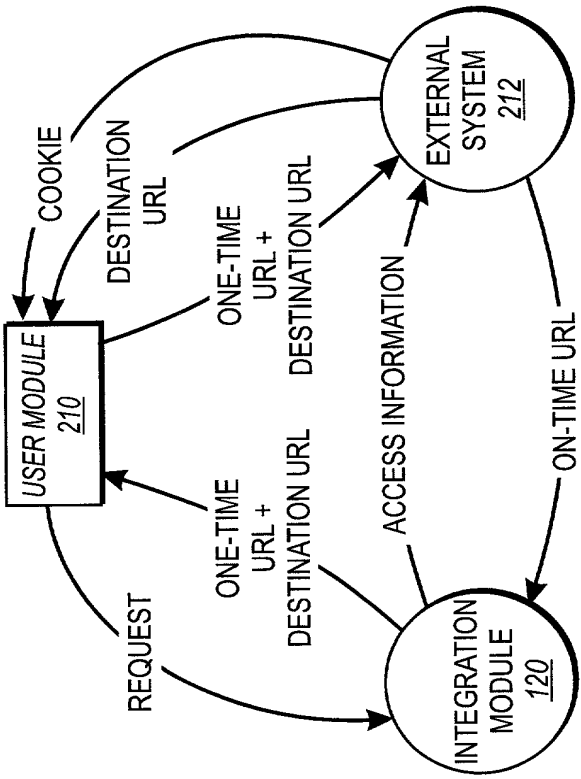 USER MODULE
210
REQUEST
ONE-TIME
URL +
DESTINATION URL
ONE-TIME
URL +
DESTINATION URL
DESTINATION
URL
COOKIE
INTEGRATION
MODULE
120
ACCESS INFORMATION
ON-TIME URL
EXTERNAL
SYSTEM
212